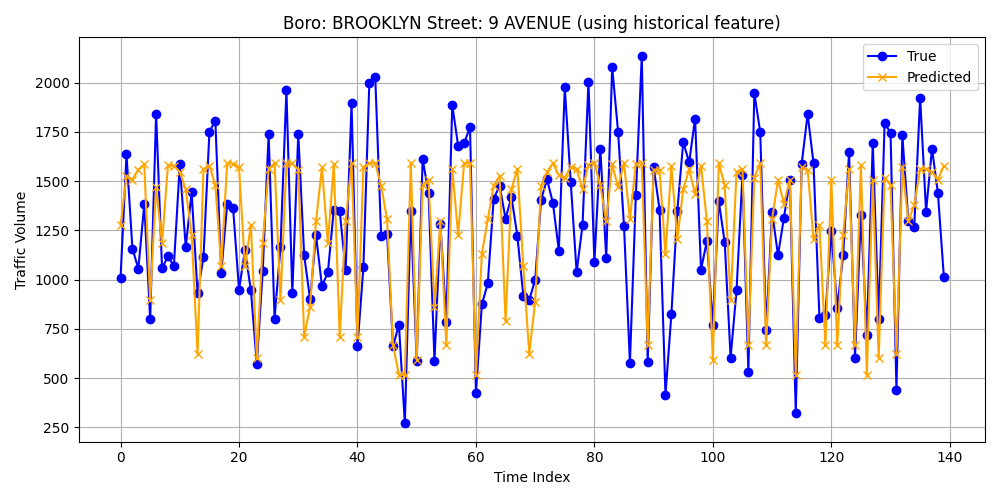 Boro: BROOKLYN Street: 9 AVENUE (using historical feature)
True
Predicted
Traffic Volume
2000
1750
1500
1250
1000
750
500
250
0 20 40 60 80 100 120 140
Time Index